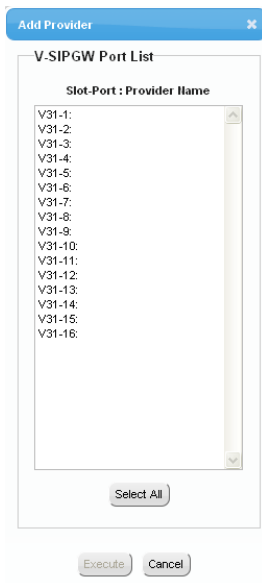 Add Provider
V-SIPGW Port List
Slot-Port : Provider Name
V31-1:
V31-2:
V31-3:
V31-4:
V31-5:
V31-6:
V31-7:
V31-8:
V31-9:
V31-10:
V31-11:
V31-12:
V31-13:
V31-14:
V31-15:
V31-16:
Select All
Execute Cancel